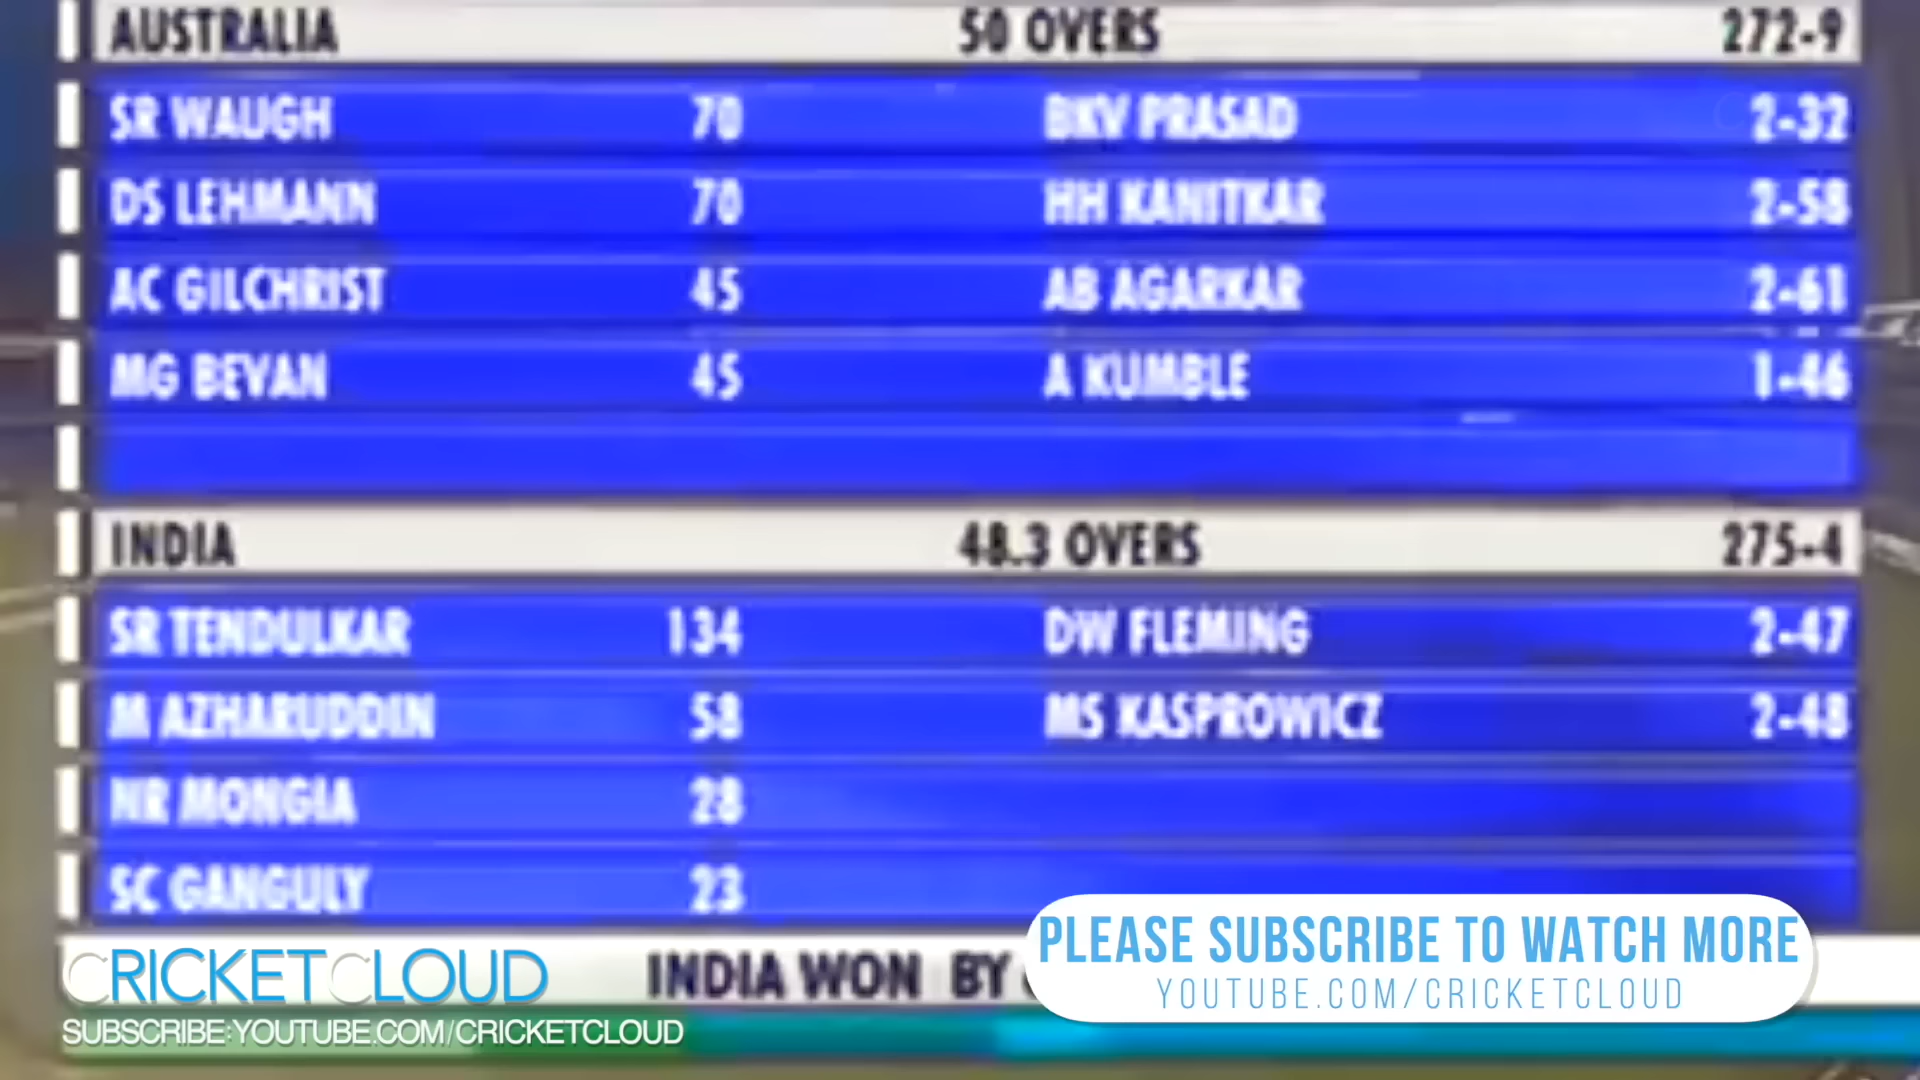 AUSTRALIA 50 OVERS 272-9
SR WAUGH 70 BKV PRASAD 2-32
DS LEHMANN 70 HH KANITKAR 2-58
AC GILCHRIST 45 AB AGARKAR 2-61
MG BEVAN 45 A KUMBLE 1-46
INDIA 48.3 OVERS 275-4
SR TENDULKAR 134 DW FLEMING 2-47
M AZHARUDDIN 58 MS KASPROWICZ 2-48
NR MONGIA 28
SC GANGULY 23
INDIA WON BY
PLEASE SUBSCRIBE TO WATCH MORE
YOUTUBE.COM/CRICKETCLOUD
CRICKETCLOUD
SUBSCRIBE:YOUTUBE.COM/CRICKETCLOUD